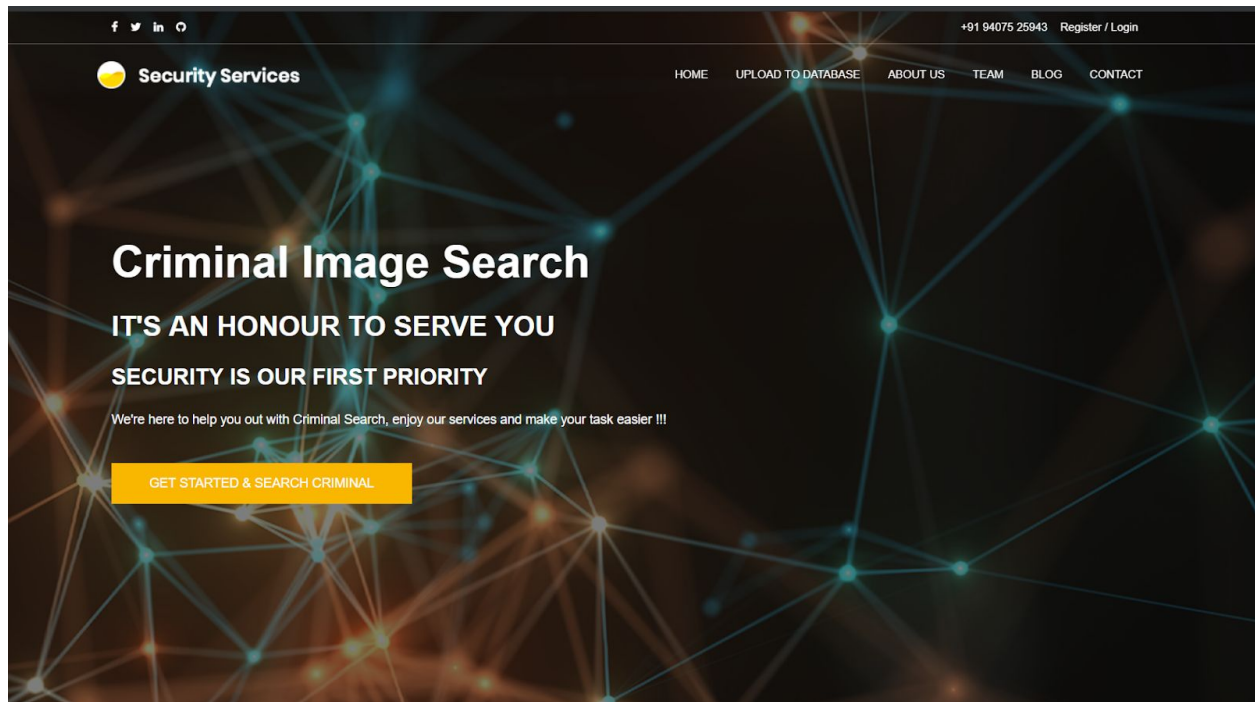 +91 94075 25943 Register / Login
Security Services
HOME UPLOAD TO DATABASE ABOUT US TEAM BLOG CONTACT
Criminal Image Search
IT'S AN HONOUR TO SERVE YOU
SECURITY IS OUR FIRST PRIORITY
We're here to help you out with Criminal Search, enjoy our services and make your task easier !!!
GET STARTED & SEARCH CRIMINAL